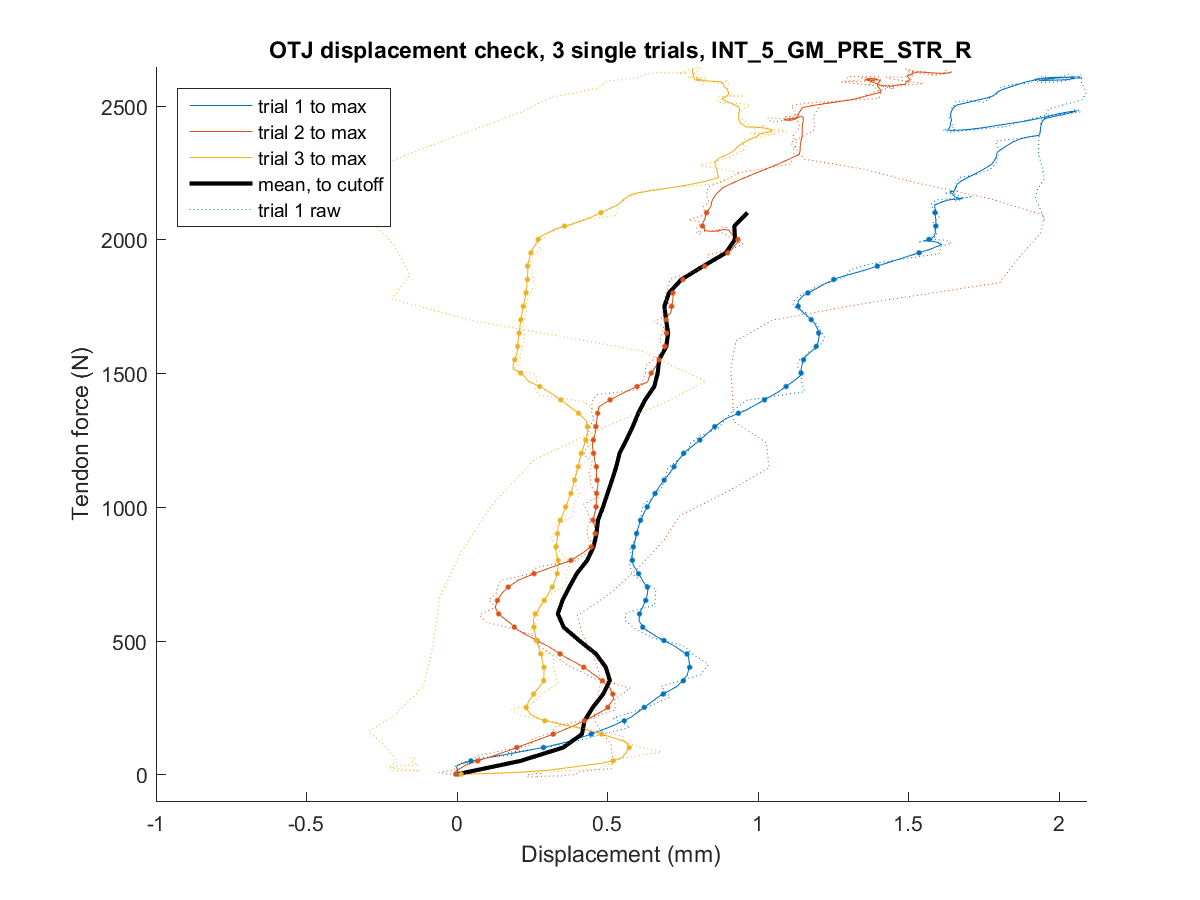 OTJ displacement check, 3 single trials, INT_5_GM_PRE_STR_R
trial 1 to max
trial 2 to max
trial 3 to max
mean, to cutoff
trial 1 raw
2500
2000
1500
1000
500
0
Tendon force (N)
-1
-0.5
0
0.5
1
1.5
2
Displacement (mm)